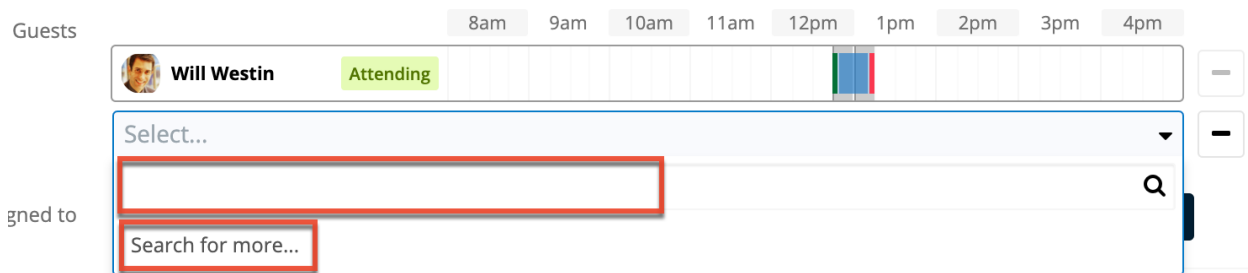 Guests
8am 9am 10am 11am 12pm 1pm 2pm 3pm 4pm
Will Westin Attending
Select...
gned to
Search for more...